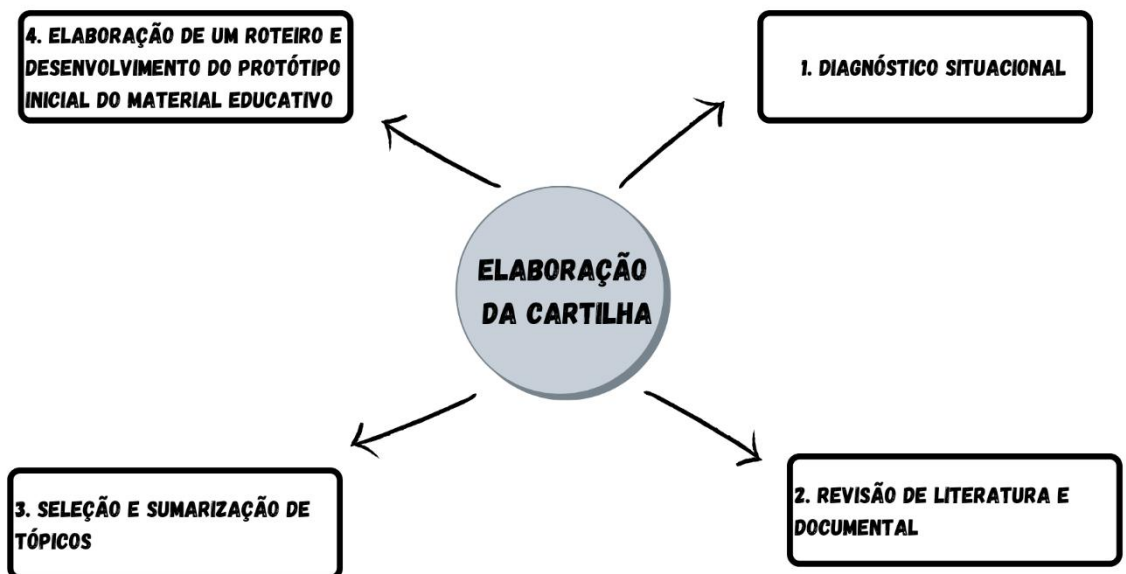 4. ELABORAÇÃO DE UM ROTEIRO E
DESENVOLVIMENTO DO PROTÓTIPO
INICIAL DO MATERIAL EDUCATIVO
1. DIAGNÓSTICO SITUACIONAL
ELABORAÇÃO
DA CARTILHA
3. SELEÇÃO E SUMARIZAÇÃO DE
TÓPICOS
2. REVISÃO DE LITERATURA E
DOCUMENTAL